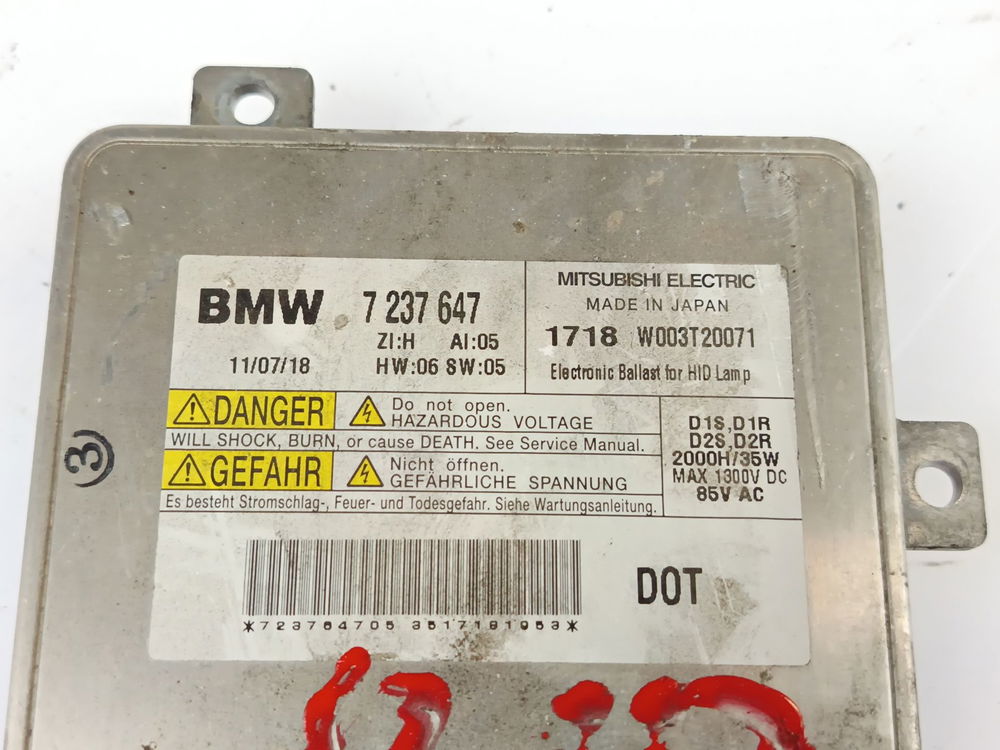 BMW 7 237 647
ZI:H AI:05
11/07/18 HW:06 SW:05
MITSUBISHI ELECTRIC
MADE IN JAPAN
1718 W003T20071
Electronic Ballast for HID Lamp
DANGER Do not open.
HAZARDOUS VOLTAGE
WILL SHOCK, BURN, or cause DEATH. See Service Manual.
GEFAHR Nicht öffnen.
GEFÄHRLICHE SPANNUNG
Es besteht Stromschlag-, Feuer- und Todesgefahr. Siehe Wartungsanleitung.
D1S,D1R
D2S,D2R
2000H/35W
MAX 1300V DC
85V AC
*723764705 3517191953*
DOT
3